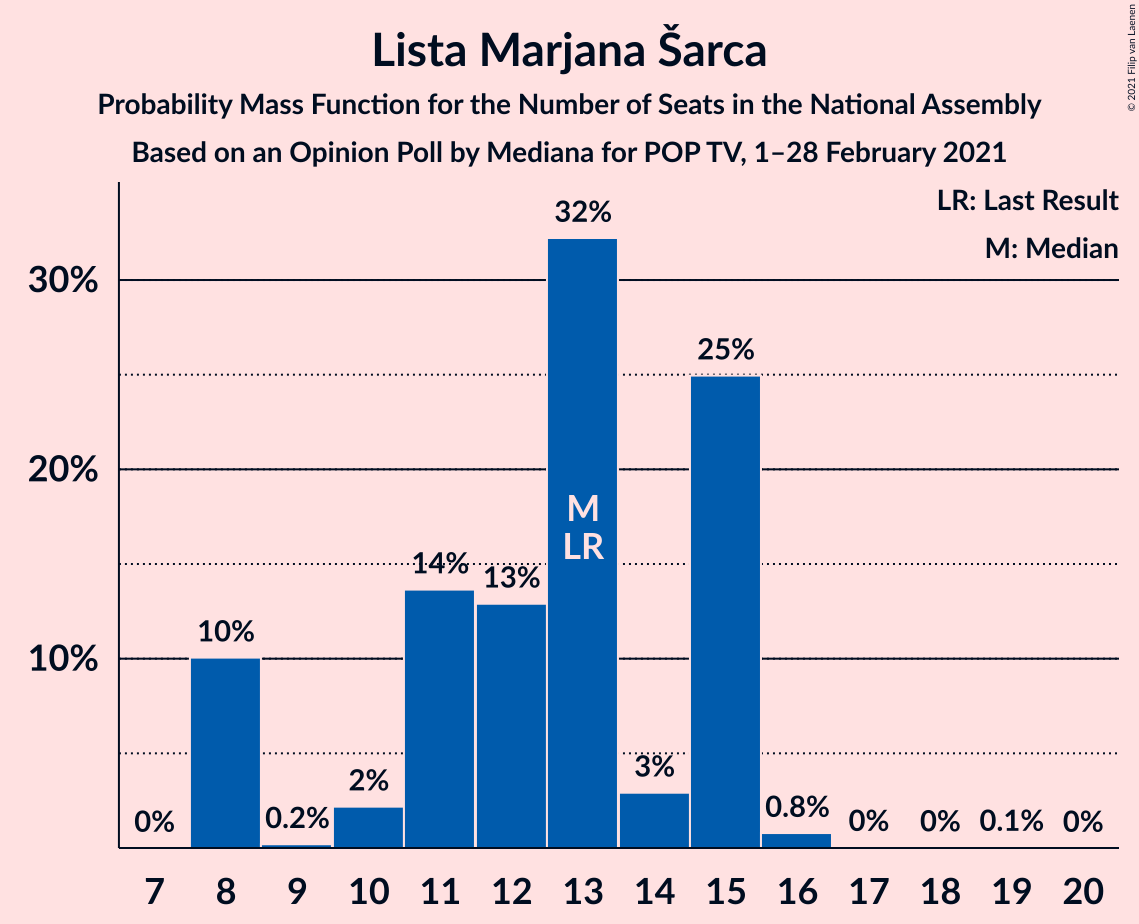 Lista Marjana Šarca
Probability Mass Function for the Number of Seats in the National Assembly
Based on an Opinion Poll by Mediana for POP TV, 1–28 February 2021
© 2021 Filip van Laenen
LR: Last Result
M: Median
30%
20%
10%
0%
10%
0.2%
2%
14%
13%
32%
M
LR
3%
25%
0.8%
0%
0%
0.1%
0%
7 8 9 10 11 12 13 14 15 16 17 18 19 20